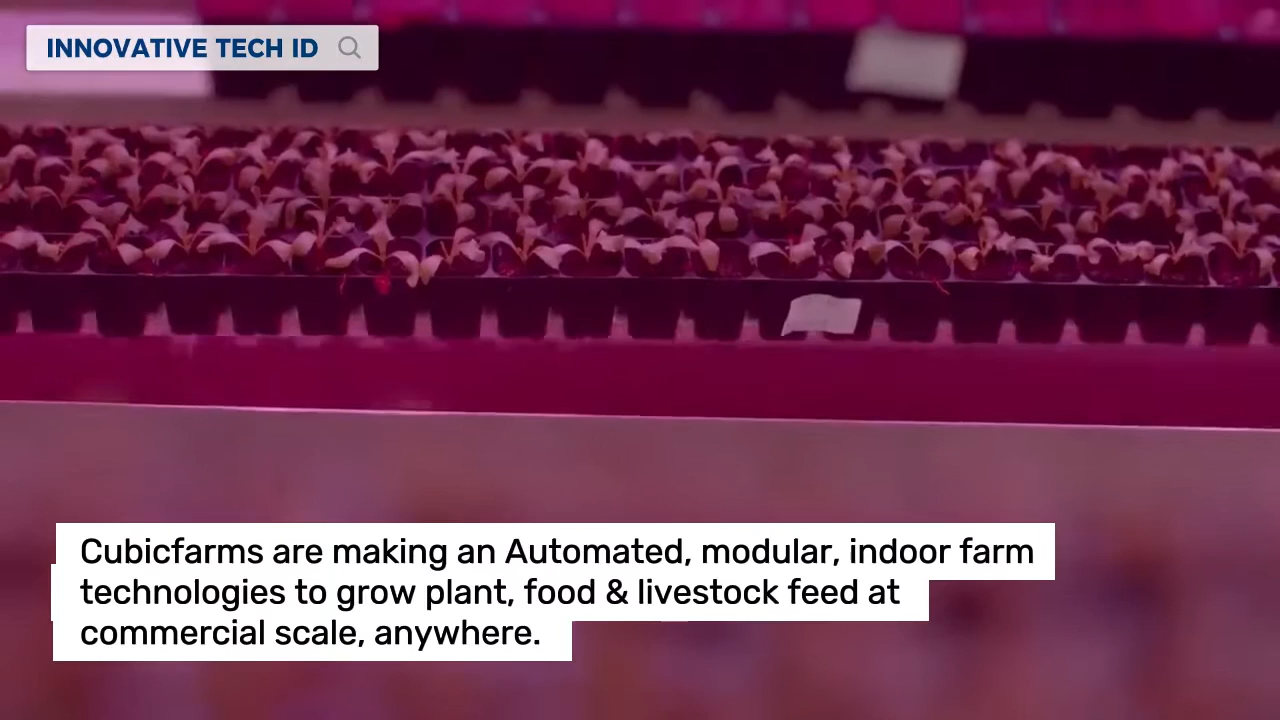 INNOVATIVE TECH ID
Cubicfarms are making an Automated, modular, indoor farm
technologies to grow plant, food & livestock feed at
commercial scale, anywhere.